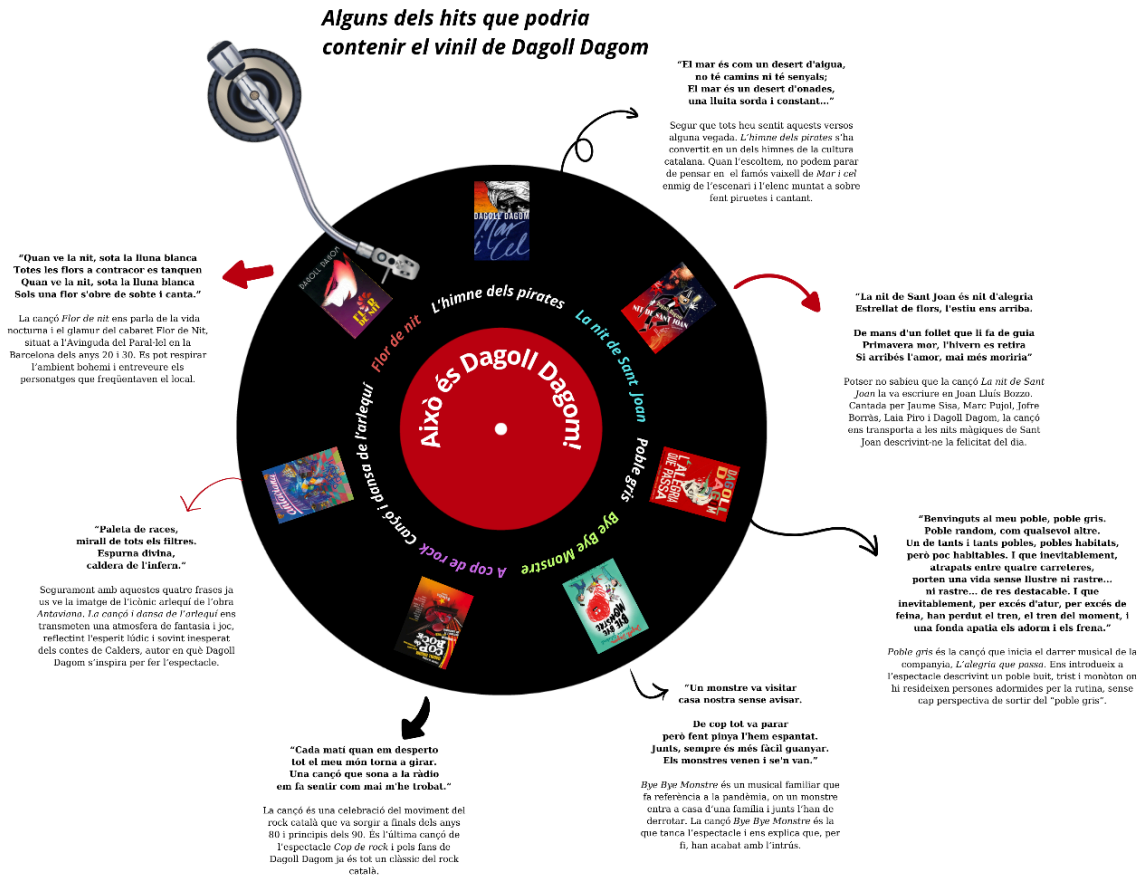 Alguns dels hits que podria
contenir el vinil de Dagoll Dagom
“El mar és com un desert d'aigua,
no té camins ni té senyals;
El mar és un desert d'onades,
una lluita sorda i constant...”
Segur que tots heu sentit aquests versos
alguna vegada. L’himne dels pirates s’ha
convertit en un dels himnes de la cultura
catalana. Quan l’escoltem, no podem parar
de pensar en el famós vaixell de Mar i cel
enmig de l’escenari i l’elenc muntat a sobre
fent piruetes i cantant.
“La nit de Sant Joan és nit d'alegria
Estrellat de flors, l'estiu ens arriba.
De mans d'un follet que li fa de guia
Primavera mor, l'hivern es retira
Si arribés l'amor, mai més moriria”
Potser no sabieu que la cançó La nit de Sant
Joan la va escriure en Joan Lluís Bozzo.
Cantada per Jaume Sisa, Marc Pujol, Jofre
Borràs, Laia Piro i Dagoll Dagom, la cançó
ens transporta a les nits màgiques de Sant
Joan descrivint-ne la felicitat del dia.
“Benvinguts al meu poble, poble gris.
Poble random, com qualsevol altre.
Un de tants i tants pobles, pobles habitats,
però poc habitables. I que inevitablement,
atrapats entre quatre carreteres,
porten una vida sense llustre ni rastre...
ni rastre... de res destacable. I que
inevitablement, per excés d'atur, per excés de
feina, han perdut el tren, el tren del moment, i
una fonda apatia els adorm i els frena.”
Poble gris és la cançó que inicia el darrer musical de la
companyia, L’alegria que passa. Ens introdueix a
l’espectacle descrivint un poble buit, trist i monòton on
hi resideixen persones adormides per la rutina, sense
cap perspectiva de sortir del “poble gris”.
“Un monstre va visitar
casa nostra sense avisar.
De cop tot va parar
però fent pinya l'hem espantat.
Junts, sempre és més fàcil guanyar.
Els monstres venen i se'n van.”
Bye Bye Monstre és un musical familiar que
fa referència a la pandèmia, on un monstre
entra a casa d’una família i junts l’han de
derrotar. La cançó Bye Bye Monstre és la
que tanca l’espectacle i ens explica que, per
fi, han acabat amb l’intrús.
“Cada matí quan em desperto
tot el meu món torna a girar.
Una cançó que sona a la ràdio
em fa sentir com mai m'he trobat.”
La cançó és una celebració del moviment del
rock català que va sorgir a finals dels anys
80 i principis dels 90. És l’última cançó de
l’espectacle Cop de rock i pels fans de
Dagoll Dagom ja és tot un clàssic del rock
català.
“Paleta de races,
mirall de tots els filtres.
Espurna divina,
caldera de l'infern.”
Segurament amb aquestes quatre frases ja
us ve la imatge de l’icònic arlequí de l’obra
Antaviana. La cançó i dansa de l’arlequí ens
transmeten una atmosfera de fantasia i joc,
reflectint l'esperit lúdic i sovint inesperat
dels contes de Calders, autor en què Dagoll
Dagom s’inspira per fer l’espectacle.
“Quan ve la nit, sota la lluna blanca
Totes les flors a contracor es tanquen
Quan ve la nit, sota la lluna blanca
Sols una flor s'obre de sobte i canta.”
La cançó Flor de nit ens parla de la vida
nocturna i el glamur del cabaret Flor de Nit,
situat a l’Avinguda del Paral·lel en la
Barcelona dels anys 20 i 30. Es pot respirar
l’ambient bohemi i entreveure els
personatges que freqüentaven el local.
L’himne dels pirates
La nit de Sant Joan
Poble gris
Bye Bye Monstre
A cop de rock
Cançó i dansa de l’arlequí
Flor de nit
Això és Dagoll Dagom!
DAGOLL DAGOM
Mar
i Cel
NIT DE SANT JOAN
DAGOLL
DAGOM
L'ALEGRIA
QUE PASSA
BYE BYE
MONSTRE
COP de
ROCK
Antaviana
DAGOLL DAGOM
FLOR
DE NIT